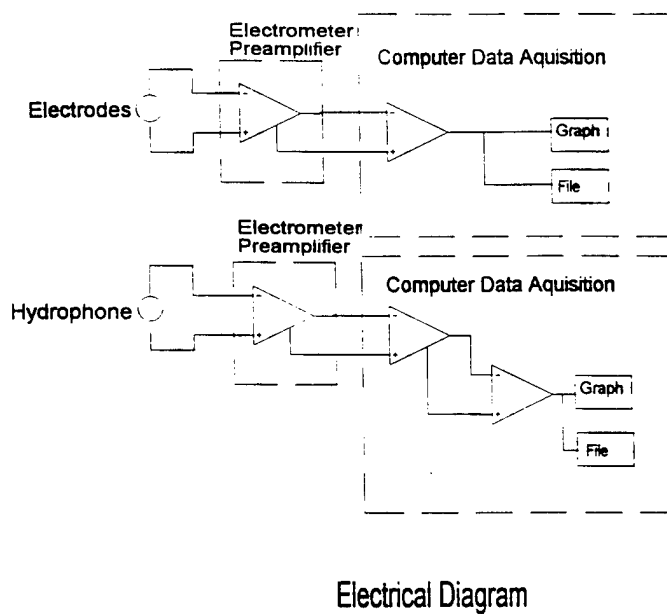 Electrometer
Preamplifier
Computer Data Aquisition
Electrodes
-
+
-
+
Graph
File
Electrometer
Preamplifier
Computer Data Aquisition
Hydrophone
-
+
-
+
-
+
Graph
File
Electrical Diagram